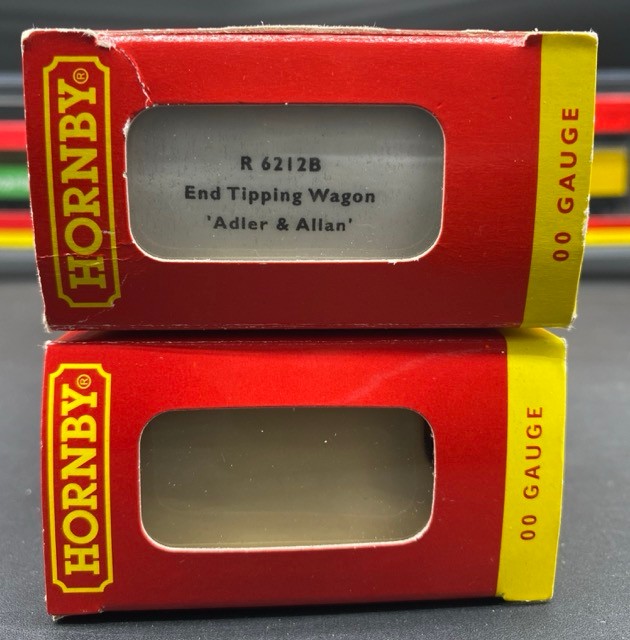 HORNBY®
R 6212B
End Tipping Wagon
'Adler & Allan'
00 GAUGE
HORNBY®
00 GAUGE